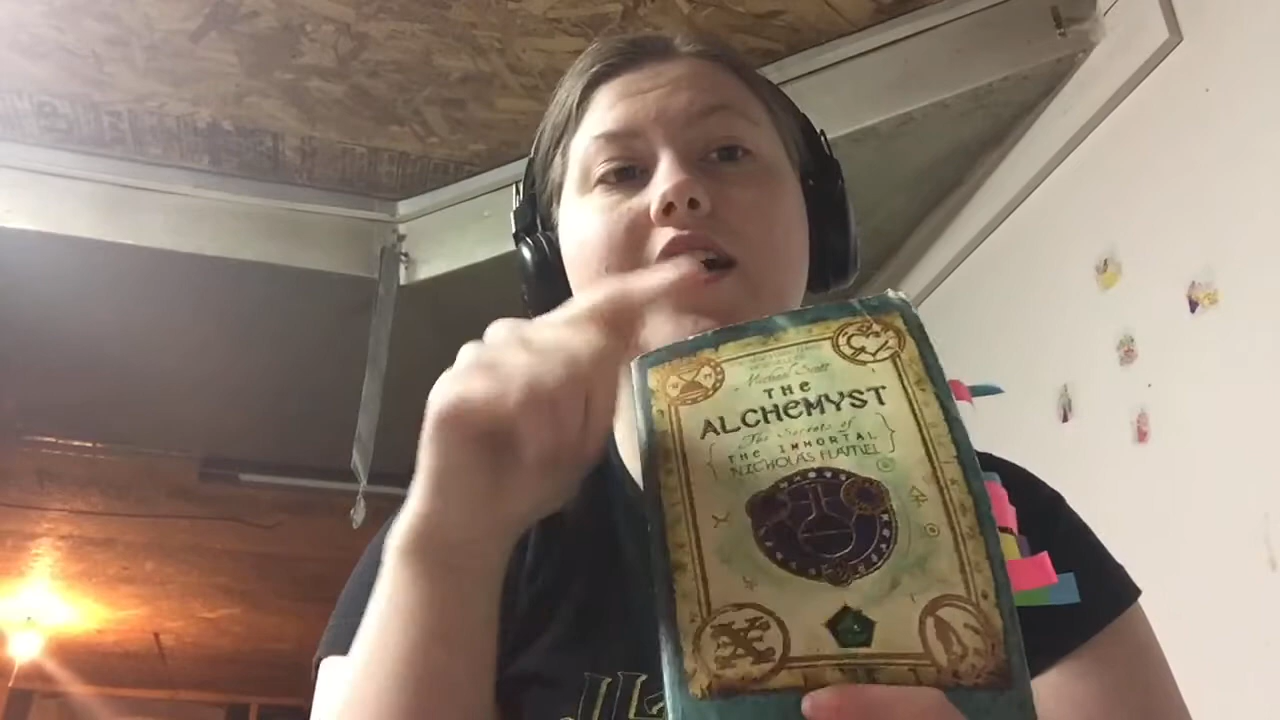 Michael Scott
THE
ALCHEMYST
The Secrets of
THE IMMORTAL
NICHOLAS FLAMEL